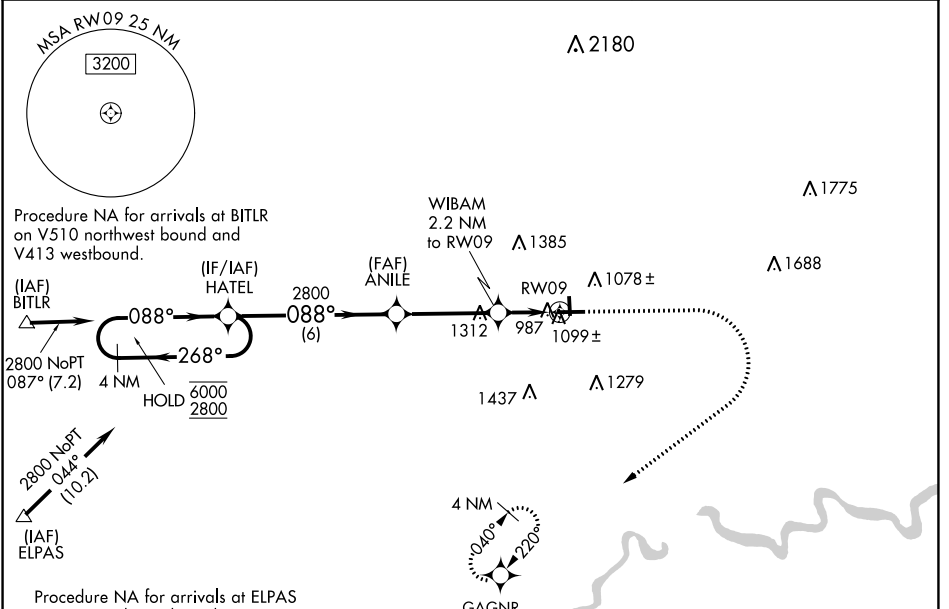 MSA RW09 25 NM
3200
2180
1775
Procedure NA for arrivals at BITLR
on V510 northwest bound and
V413 westbound.
WIBAM
2.2 NM
to RW09
1385
1688
(IAF)
BITLR
(IF/IAF)
HATEL
(FAF)
ANILE
RW09
1078 ±
088°
2800
088°
(6)
1312
987
1099 ±
2800 NoPT
087° (7.2)
4 NM
268°
HOLD
6000
2800
1437
1279
2800 NoPT
044°
(10.2)
(IAF)
ELPAS
4 NM
040°
220°
Procedure NA for arrivals at ELPAS
GAGNR